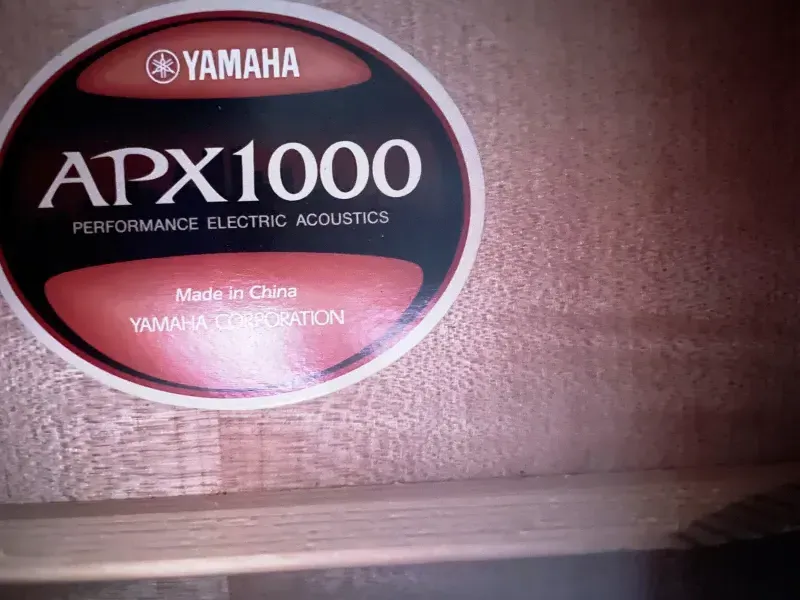 YAMAHA
APX1000
PERFORMANCE ELECTRIC ACOUSTICS
Made in China
YAMAHA CORPORATION